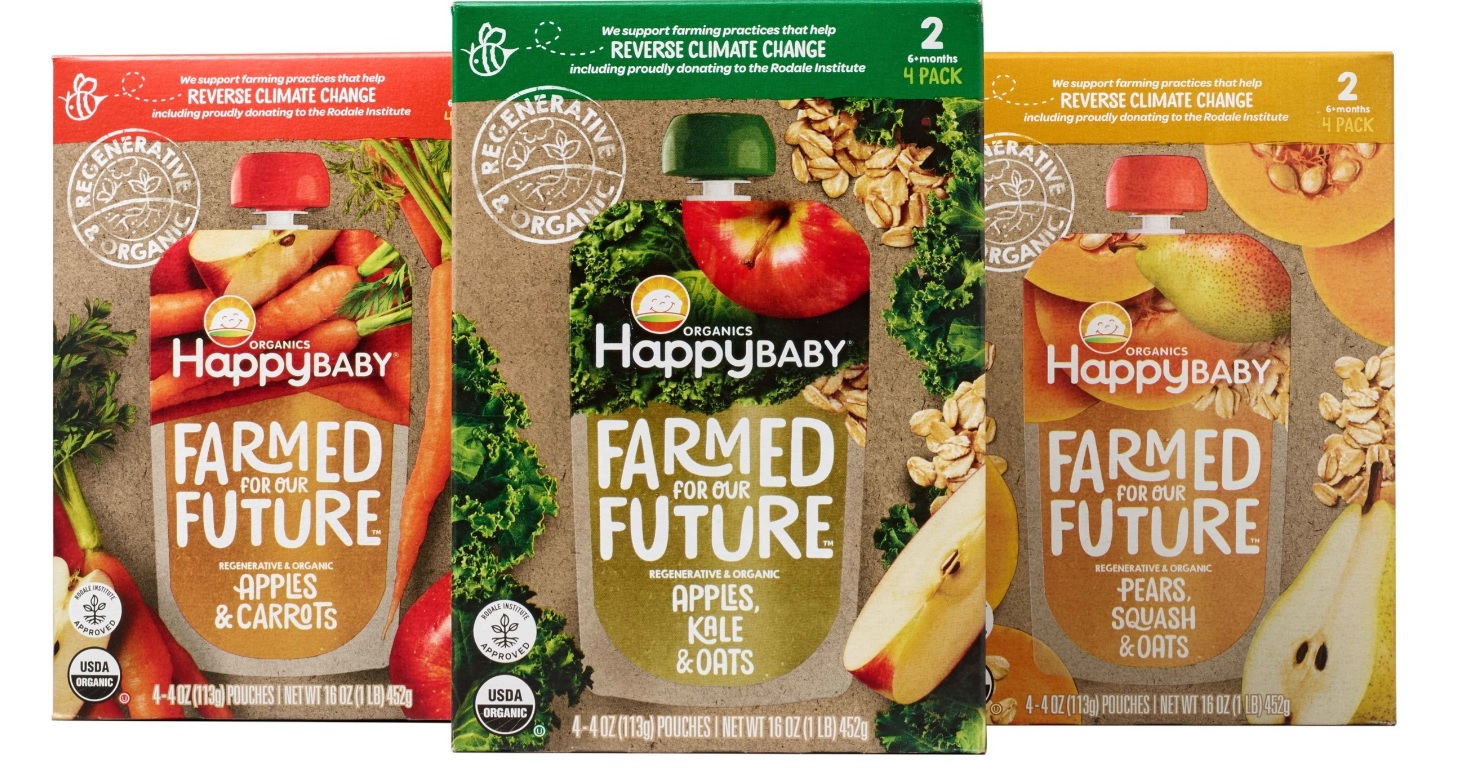 We support farming practices that help
REVERSE CLIMATE CHANGE
including proudly donating to the Rodale Institute
REGENERATIVE
& ORGANIC
ORGANICS
HappyBABY®
FARMED
FOR OUR
FUTURE™
REGENERATIVE & ORGANIC
APPLES
& CARROTS
RODALE INSTITUTE
APPROVED
USDA
ORGANIC
4-4 OZ (113g) POUCHES | NET WT 16 OZ (1 LB) 452g
We support farming practices that help
REVERSE CLIMATE CHANGE
including proudly donating to the Rodale Institute
2
6+months
4 PACK
REGENERATIVE
& ORGANIC
ORGANICS
HappyBABY®
FARMED
FOR OUR
FUTURE™
REGENERATIVE & ORGANIC
APPLES,
KALE
& OATS
RODALE INSTITUTE
APPROVED
USDA
ORGANIC
U
4-4 OZ (113g) POUCHES | NET WT 16 OZ (1 LB) 452g
We support farming practices that help
REVERSE CLIMATE CHANGE
including proudly donating to the Rodale Institute
2
6+months
4 PACK
ORGANIC
ORGANICS
HappyBABY
FARMED
FOR OUR
FUTURE™
REGENERATIVE & ORGANIC
PEARS,
SQUASH
& OATS
4-4 OZ (113g) POUCHES | NET WT 16 OZ (1 LB) 452g